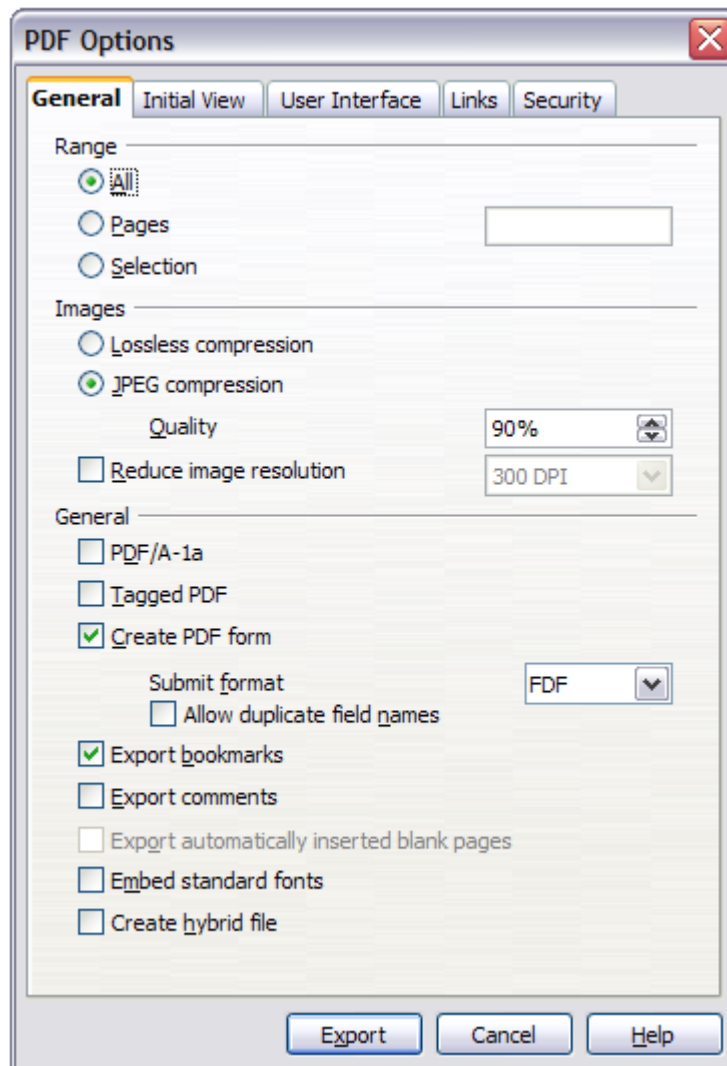 PDF Options
General Initial View User Interface Links Security
Range
All
Pages
Selection
Images
Lossless compression
JPEG compression
Quality 90%
Reduce image resolution 300 DPI
General
PDF/A-1a
Tagged PDF
Create PDF form
Submit format FDF
Allow duplicate field names
Export bookmarks
Export comments
Export automatically inserted blank pages
Embed standard fonts
Create hybrid file
Export Cancel Help